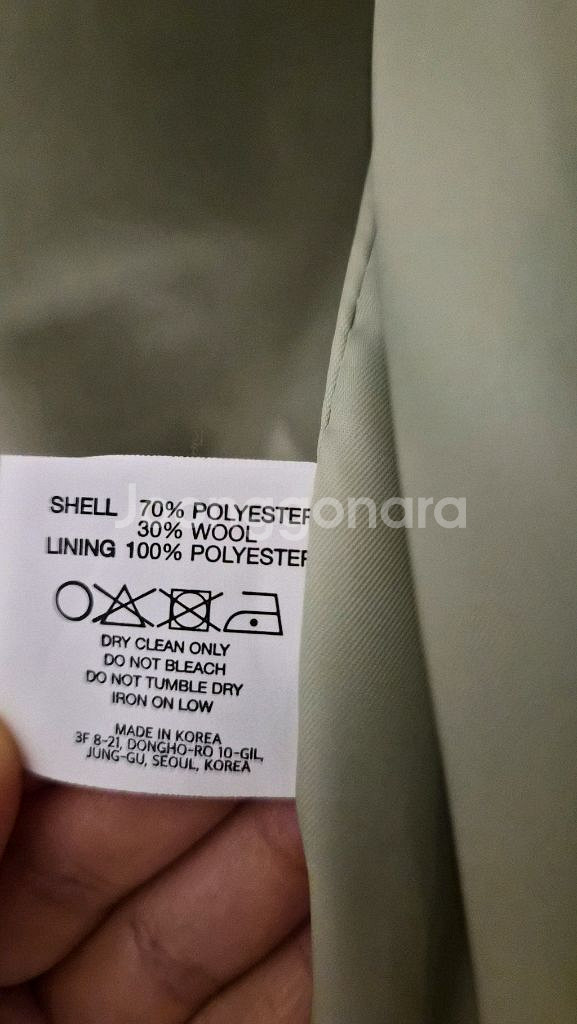 SHELL 70% POLYESTER
30% WOOL
LINING 100% POLYESTER
DRY CLEAN ONLY
DO NOT BLEACH
DO NOT TUMBLE DRY
IRON ON LOW
MADE IN KOREA
3F 8-21, DONGHO-RO 10-GIL,
JUNG-GU, SEOUL, KOREA
Joonggonara